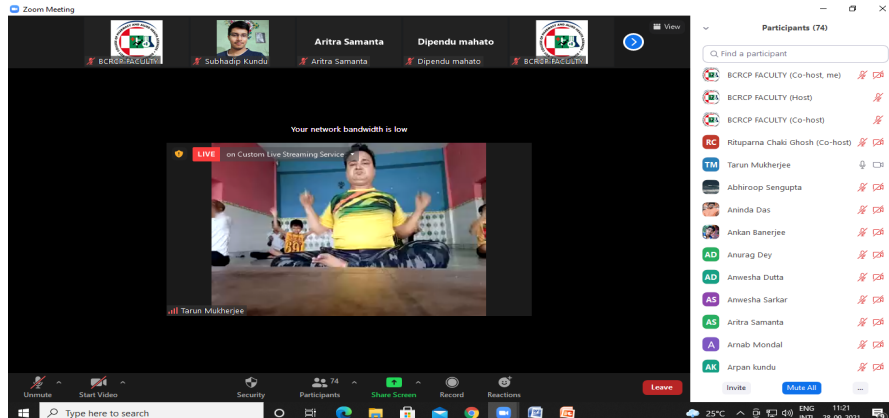 Zoom Meeting
View
Aritra Samanta
Dipendu mahato
BCRCP FACULTY
Subhadip Kundu
Aritra Samanta
Dipendu mahato
BCRCP FACULTY
Your network bandwidth is low
LIVE on Custom Live Streaming Service
Tarun Mukherjee
Participants (74)
Find a participant
BCRCP FACULTY (Co-host, me)
BCRCP FACULTY (Host)
BCRCP FACULTY (Co-host)
RC Rituparna Chaki Ghosh (Co-host)
TM Tarun Mukherjee
Abhiroop Sengupta
Aninda Das
Ankan Banerjee
AD Anurag Dey
AD Anwesha Dutta
AS Anwesha Sarkar
AS Aritra Samanta
A Arnab Mondal
AK Arpan kundu
Invite Mute All ...
Unmute
Start Video
Security
74
Participants
Share Screen
Record
Reactions
Leave
Type here to search
25°C
ENG
INTL
11:21
28-09-2021